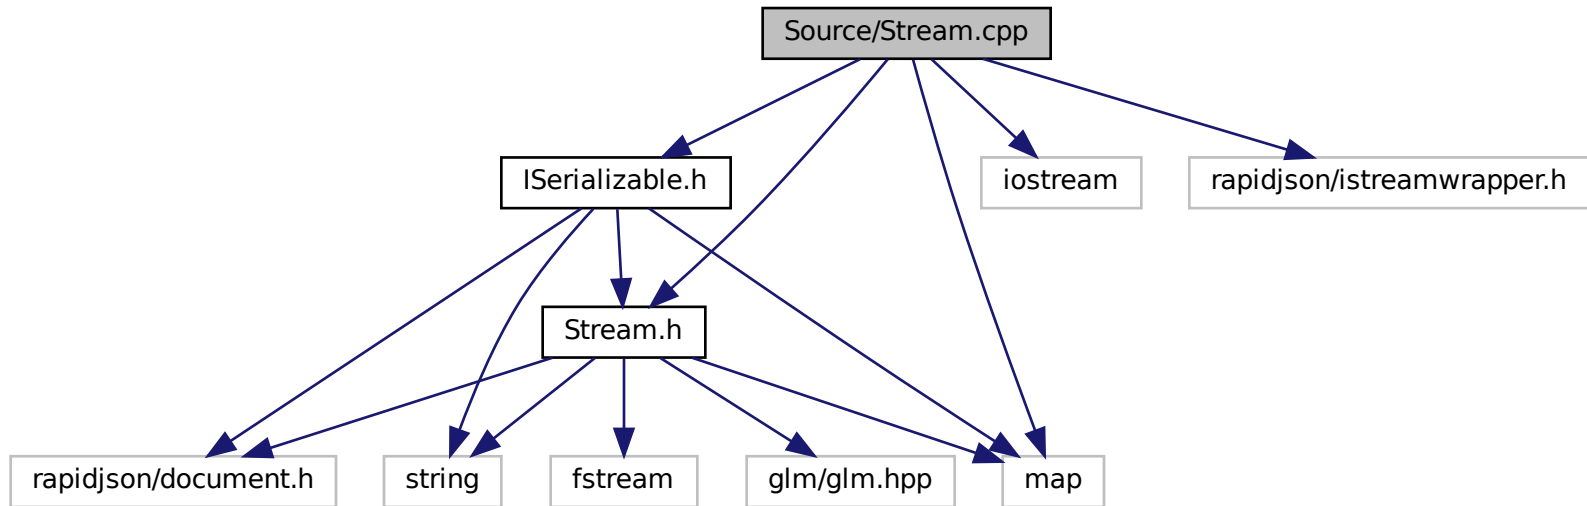 Source/Stream.cpp
ISerializable.h
iostream
rapidjson/istreamwrapper.h
Stream.h
rapidjson/document.h
string
fstream
glm/glm.hpp
map